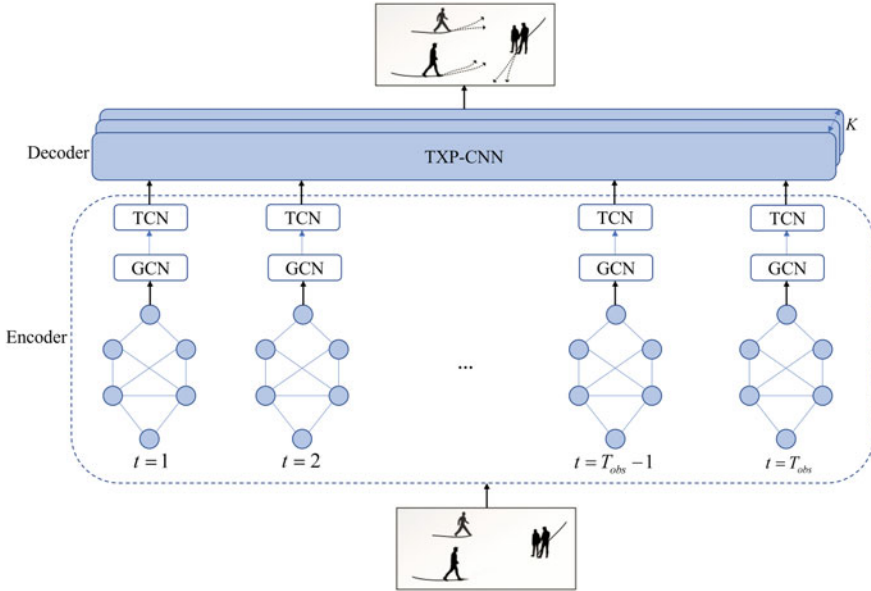 K
Decoder
TXP-CNN
TCN TCN TCN TCN
GCN GCN GCN GCN
Encoder
...
t = 1 t = 2 t = T_obs − 1 t = T_obs